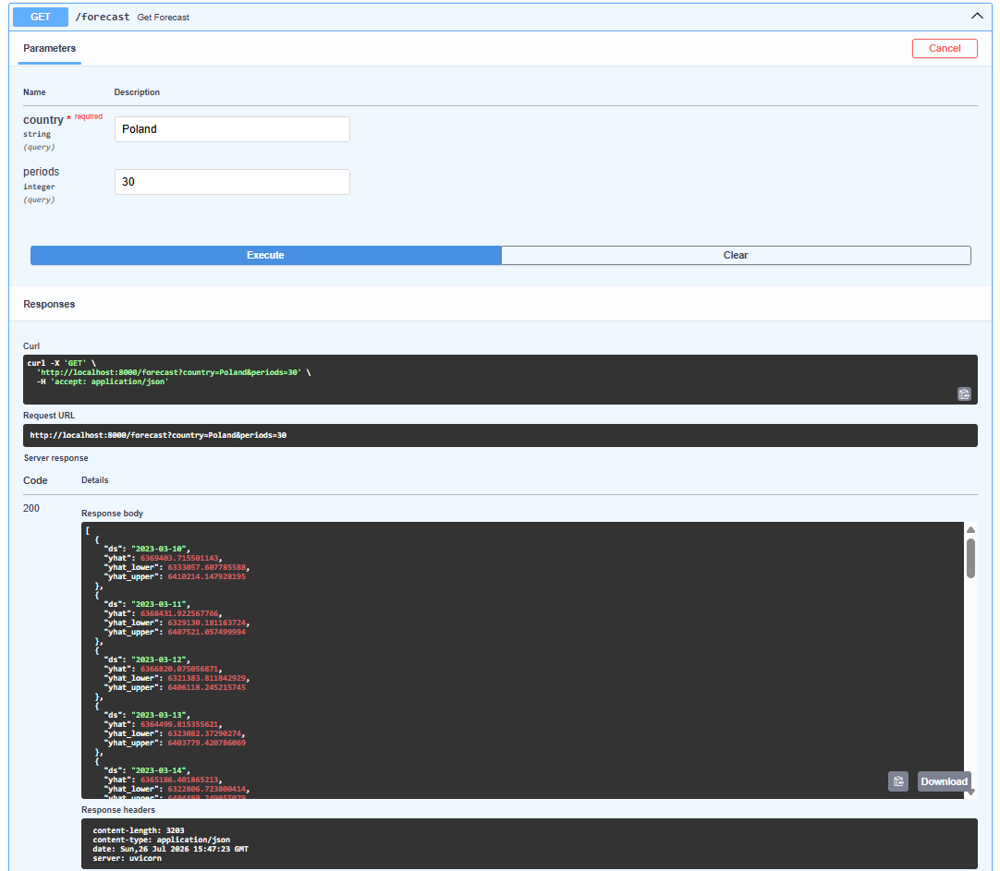 GET /forecast Get Forecast
Parameters
Cancel
Name Description
country * required
string
(query)
Poland
periods
integer
(query)
30
Execute
Clear
Responses
Curl
curl -X 'GET' \
'http://localhost:8000/forecast?country=Poland&periods=30' \
-H 'accept: application/json'
Request URL
http://localhost:8000/forecast?country=Poland&periods=30
Server response
Code Details
200
Response body
[
{
"ds": "2023-03-10",
"yhat": 6369403.715501143,
"yhat_lower": 6333057.607785588,
"yhat_upper": 6410214.147928195
},
{
"ds": "2023-03-11",
"yhat": 6368431.922567766,
"yhat_lower": 6329130.181163724,
"yhat_upper": 6407521.057499994
},
{
"ds": "2023-03-12",
"yhat": 6366820.075056871,
"yhat_lower": 6321383.811842929,
"yhat_upper": 6406118.245215745
},
{
"ds": "2023-03-13",
"yhat": 6364499.815355621,
"yhat_lower": 6323082.37290274,
"yhat_upper": 6403779.420786069
},
{
"ds": "2023-03-14",
"yhat": 6365186.401865213,
"yhat_lower": 6322806.723800414,
"yhat_upper":
Download
Response headers
content-length: 3203
content-type: application/json
date: Sun,26 Jul 2026 15:47:23 GMT
server: uvicorn